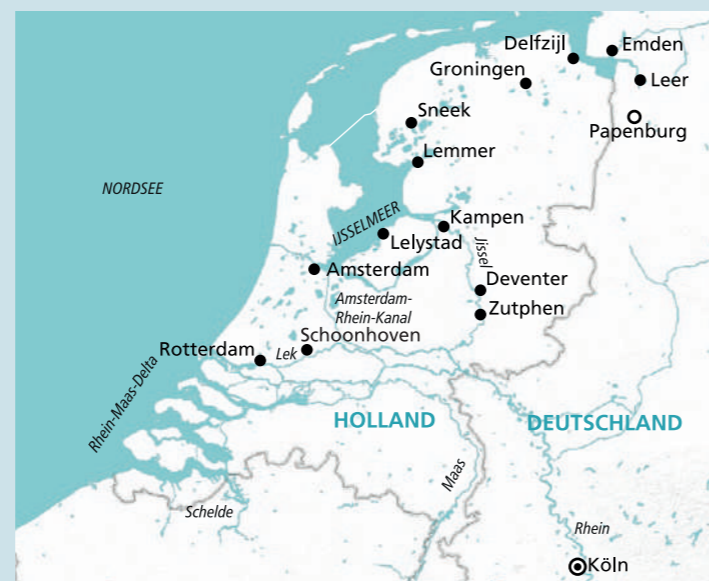 Delfzijl
Emden
Groningen
Leer
Sneek
Papenburg
Lemmer
NORDSEE
IJSSELMEER
Kampen
Lelystad
Jissel
Amsterdam
Deventer
Amsterdam-
Rhein-Kanal
Zutphen
Schoonhoven
Rotterdam
Lek
Rhein-Maas-Delta
HOLLAND
DEUTSCHLAND
Maas
Schelde
Rhein
Köln